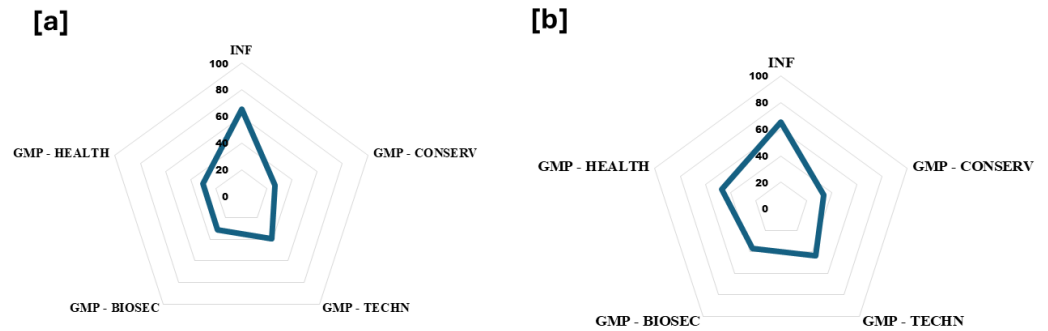 [a]
INF
100
80
60
40
20
0
GMP - HEALTH
GMP - CONSERV
GMP - BIOSEC
GMP - TECHN
[b]
INF
100
80
60
40
20
0
GMP - HEALTH
GMP - CONSERV
GMP - BIOSEC
GMP - TECHN